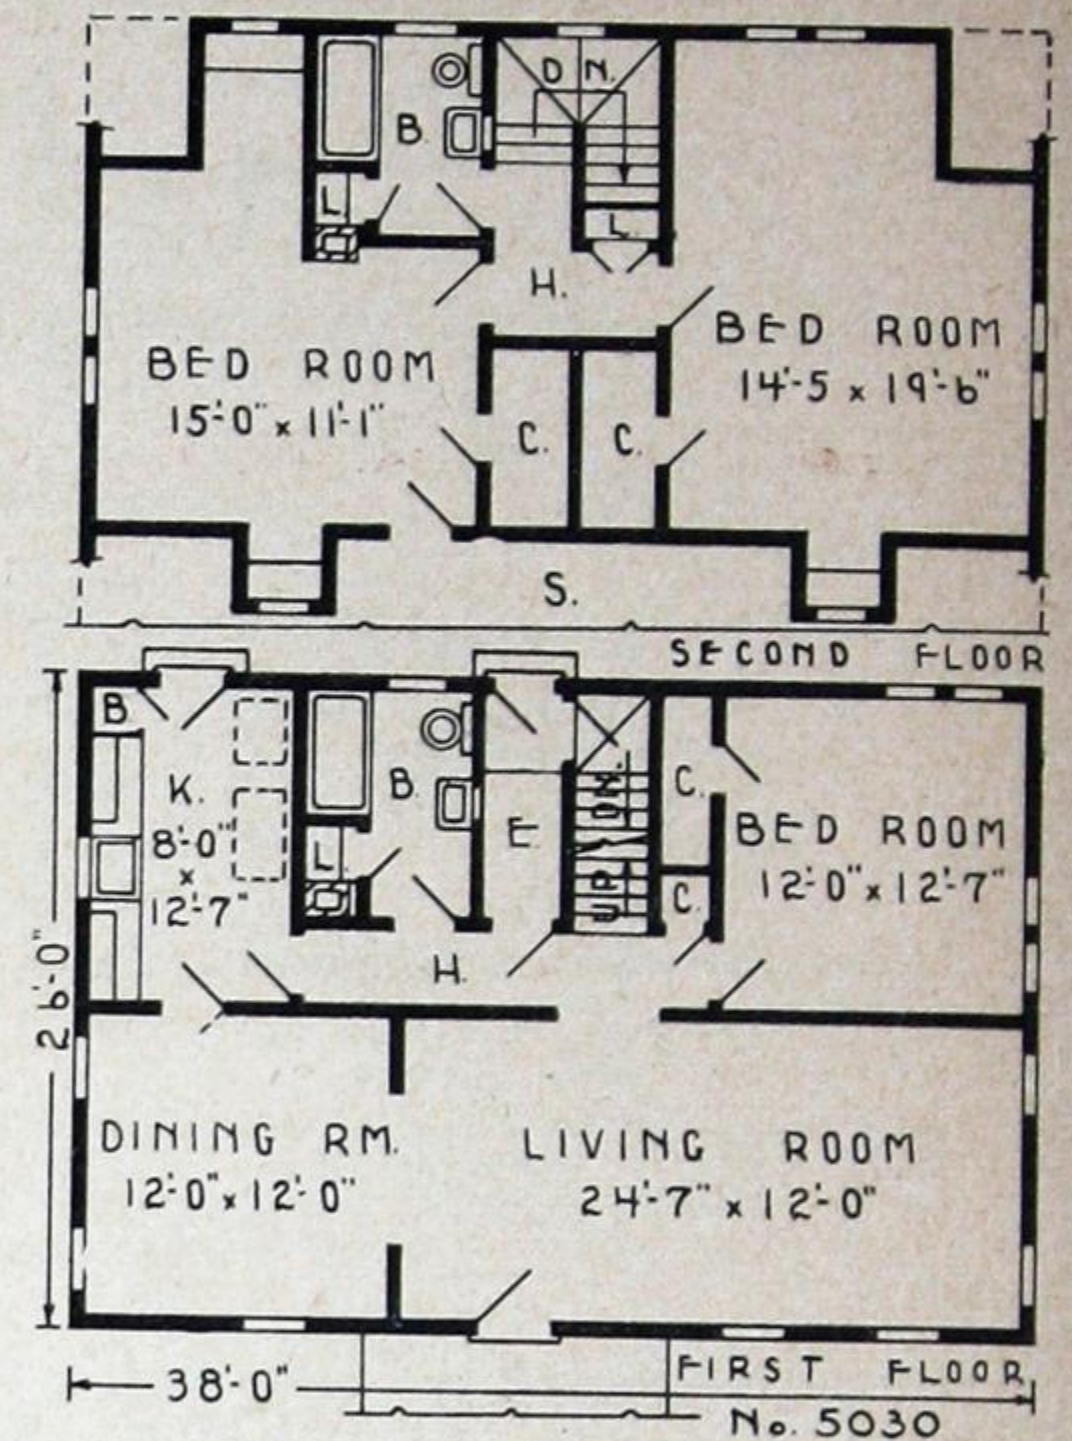 D N.
B.
L.
L.
H.
BED ROOM
14'-5 x 19'-6"
BED ROOM
15'-0" x 11'-1"
C.
C.
S.
SECOND FLOOR
B.
K.
8'-0"
x
12'-7"
B.
L.
E.
UP DN.
C.
BED ROOM
12'-0" x 12'-7"
C.
H.
26'-0"
DINING RM.
12'-0" x 12'-0"
LIVING ROOM
24'-7" x 12'-0"
FIRST FLOOR
38'-0"
No. 5030